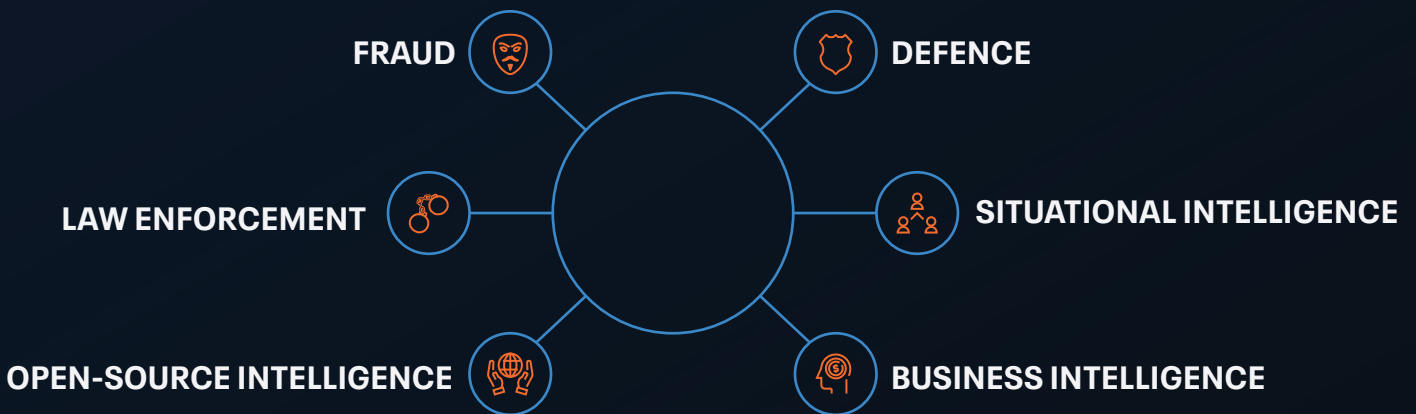 FRAUD
DEFENCE
LAW ENFORCEMENT
SITUATIONAL INTELLIGENCE
OPEN-SOURCE INTELLIGENCE
BUSINESS INTELLIGENCE